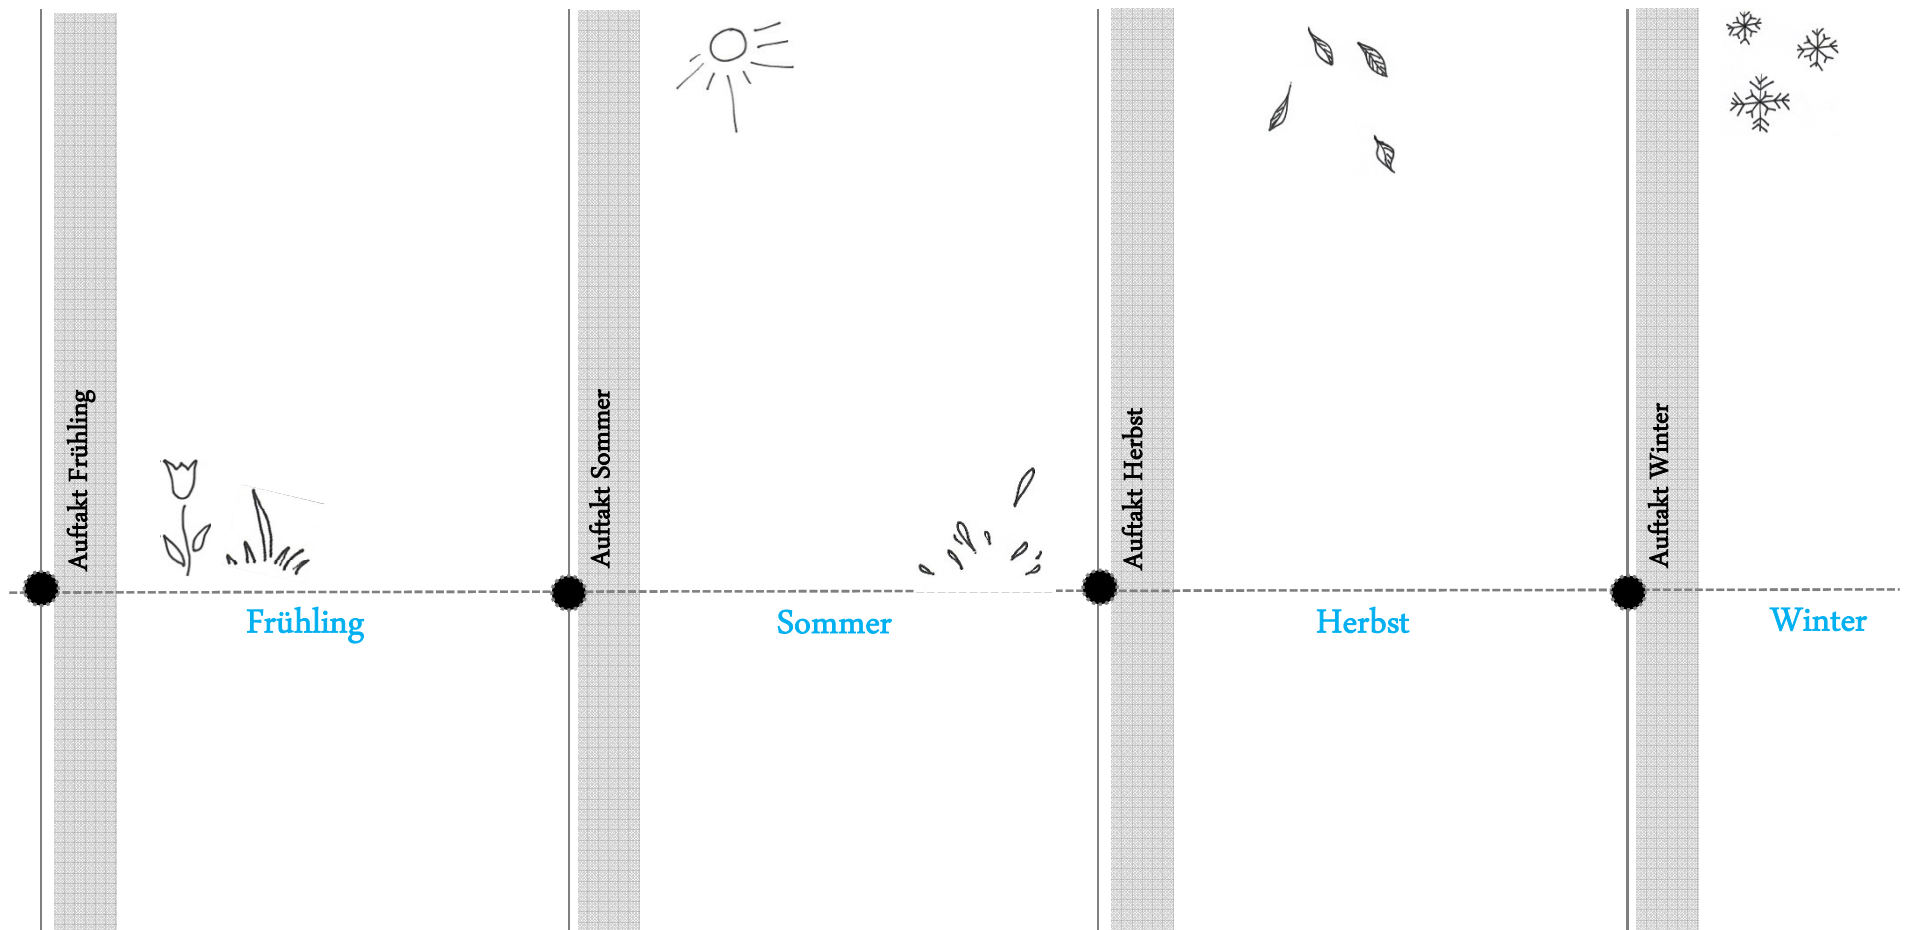 Auftakt Frühling
Frühling
Auftakt Sommer
Sommer
Auftakt Herbst
Herbst
Auftakt Winter
Winter